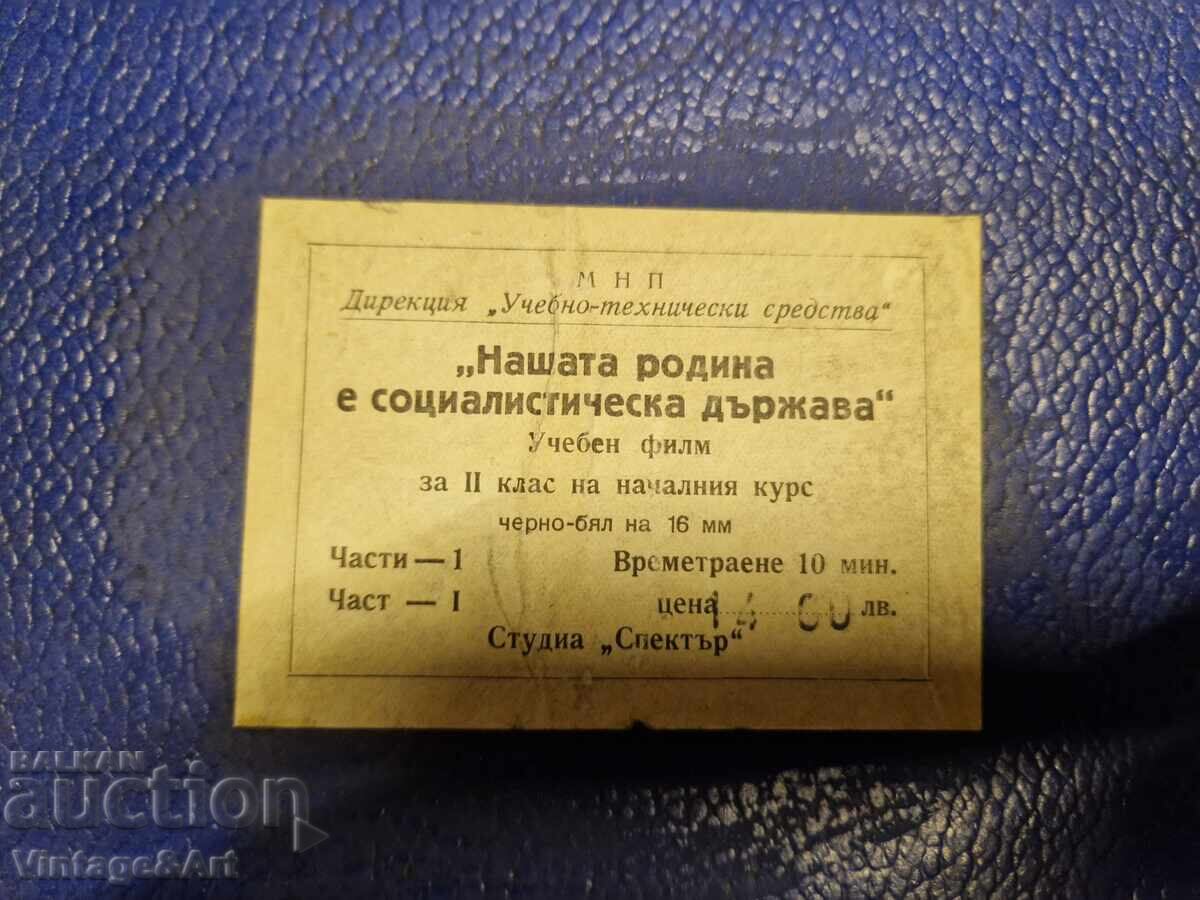 МНП
Дирекция „Учебно-технически средства“
„Нашата родина
е социалистическа държава“
Учебен филм
за II клас на началния курс
черно-бял на 16 мм
Части — 1 Времетраене 10 мин.
Част — I цена лв.
Студиа „Спектър“
BALKAN
auction
Vintage&Art